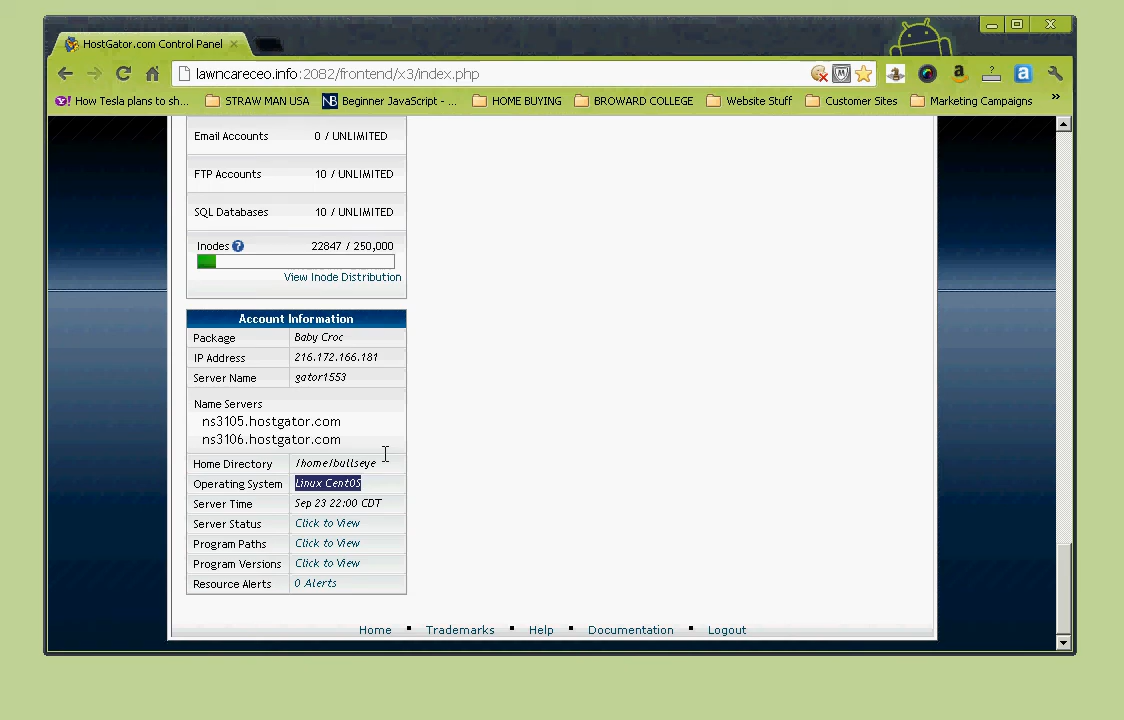 HostGator.com Control Panel
lawncareceo.info:2082/frontend/x3/index.php
How Tesla plans to sh... STRAW MAN USA NB Beginner JavaScript - ... HOME BUYING BROWARD COLLEGE Website Stuff Customer Sites Marketing Campaigns »
Email Accounts 0 / UNLIMITED
FTP Accounts 10 / UNLIMITED
SQL Databases 10 / UNLIMITED
Inodes ? 22847 / 250,000
View Inode Distribution
Account Information
Package Baby Croc
IP Address 216.172.166.181
Server Name gator1553
Name Servers
ns3105.hostgator.com
ns3106.hostgator.com
Home Directory /home/bullseye
Operating System Linux CentOS
Server Time Sep 23 22:00 CDT
Server Status Click to View
Program Paths Click to View
Program Versions Click to View
Resource Alerts 0 Alerts
Home ▪ Trademarks ▪ Help ▪ Documentation ▪ Logout